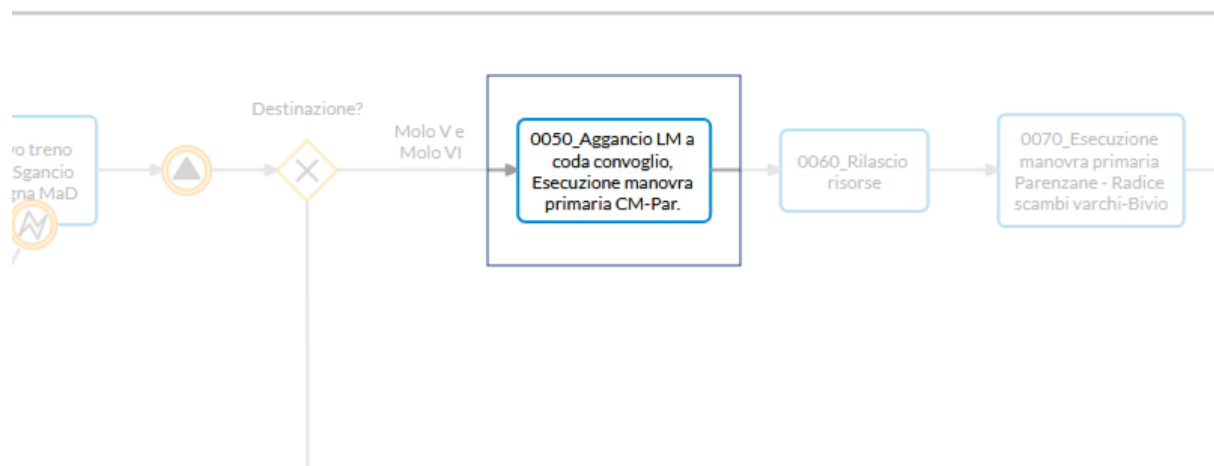 vo treno
Sgancio
gna MaD
Destinazione?
Molo V e
Molo VI
0050_Aggancio LM a
coda convoglio,
Esecuzione manovra
primaria CM-Par.
0060_Rilascio
risorse
0070_Esecuzione
manovra primaria
Parenzane - Radice
scambi varchi-Bivio